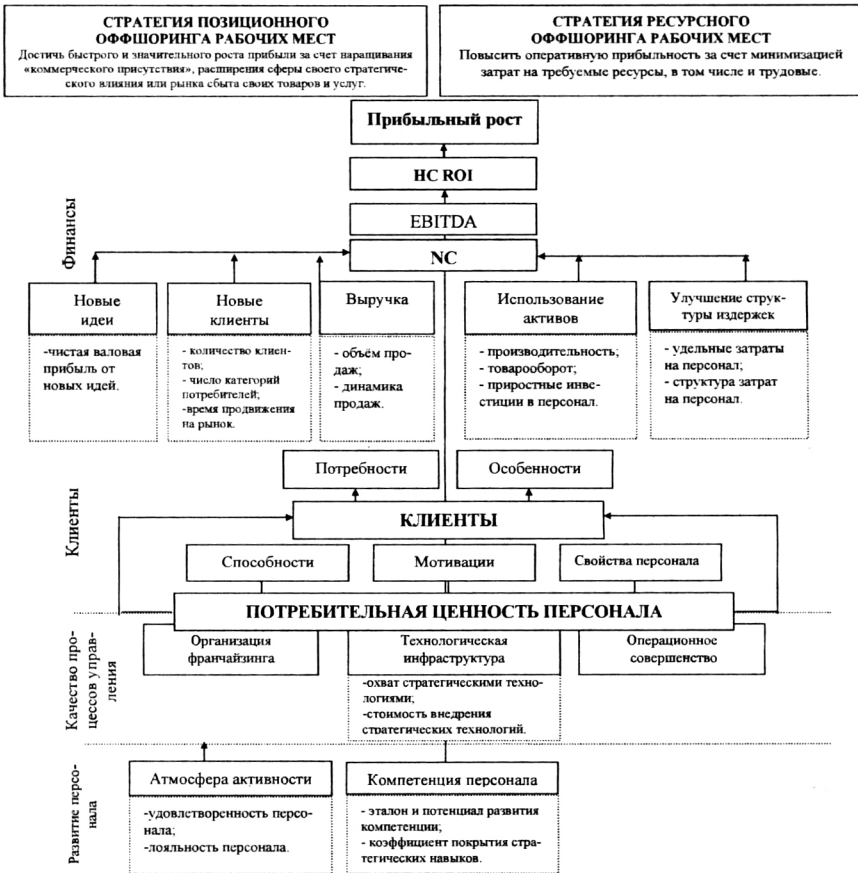 СТРАТЕГИЯ ПОЗИЦИОННОГО
ОФФШОРИНГА РАБОЧИХ МЕСТ
Достичь быстрого и значительного роста прибыли за счет наращивания
«коммерческого присутствия», расширения сферы своего стратегиче-
ского влияния или рынка сбыта своих товаров и услуг.
СТРАТЕГИЯ РЕСУРСНОГО
ОФФШОРИНГА РАБОЧИХ МЕСТ
Повысить оперативную прибыльность за счет минимизацией
затрат на требуемые ресурсы, в том числе и трудовые.
Прибыльный рост
HC ROI
EBITDA
NC
Финансы
Новые
идеи
-чистая валовая
прибыль от
новых идей.
Новые
клиенты
- количество клиен-
тов;
- число категорий
потребителей;
-время продвижения
на рынок.
Выручка
- объём про-
даж;
- динамика
продаж.
Использование
активов
- производительность;
- товарооборот;
- приростные инве-
стиции в персонал.
Улучшение струк-
туры издержек
- удельные затраты
на персонал;
- структура затрат
на персонал.
Клиенты
Потребности
Особенности
КЛИЕНТЫ
Способности
Мотивации
Свойства персонала
ПОТРЕБИТЕЛЬНАЯ ЦЕННОСТЬ ПЕРСОНАЛА
Качество про-
цессов управ-
ления
Организация
франчайзинга
Технологическая
инфраструктура
-охват стратегическими техно-
логиями;
-стоимость внедрения
стратегических технологий.
Операционное
совершенство
Развитие персо-
нала
Атмосфера активности
-удовлетворенность персо-
нала;
-лояльность персонала.
Компетенция персонала
- эталон и потенциал развития
компетенции;
- коэффициент покрытия стра-
тегических навыков.